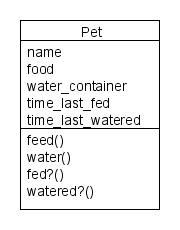 Pet
name
food
water_container
time_last_fed
time_last_watered
feed()
water()
fed?()
watered?()